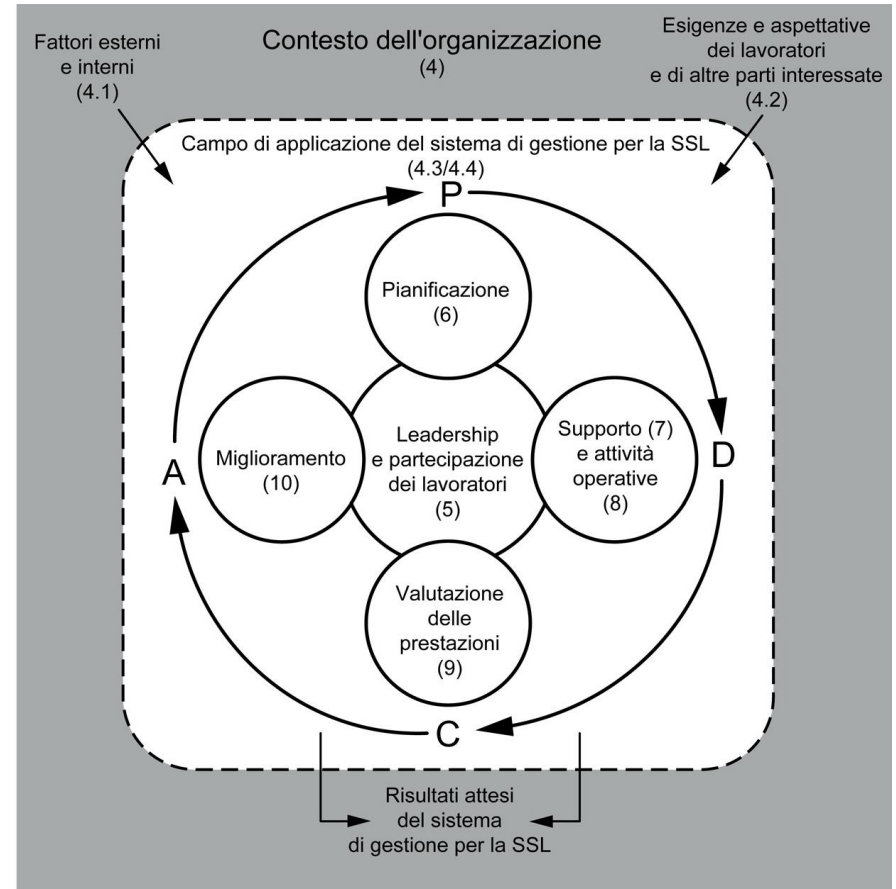 Fattori esterni
e interni
(4.1)
Contesto dell'organizzazione
(4)
Esigenze e aspettative
dei lavoratori
e di altre parti interessate
(4.2)
Campo di applicazione del sistema di gestione per la SSL
(4.3/4.4)
P
Pianificazione
(6)
A
Miglioramento
(10)
Leadership
e partecipazione
dei lavoratori
(5)
Supporto (7)
e attività
operative
(8)
D
Valutazione
delle
prestazioni
(9)
C
Risultati attesi
del sistema
di gestione per la SSL